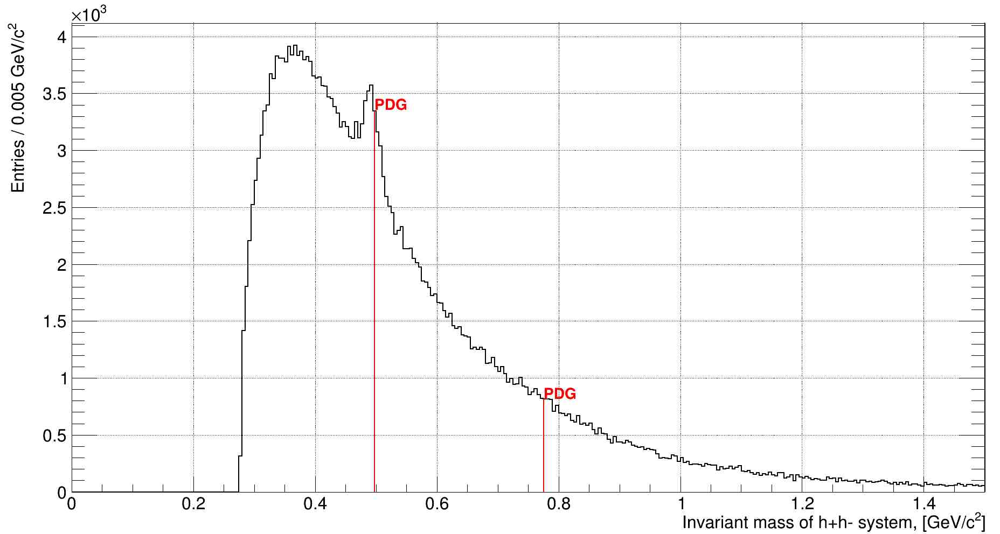 ×10³
Entries / 0.005 GeV/c²
4
3.5
3
2.5
2
1.5
1
0.5
0
PDG
PDG
0 0.2 0.4 0.6 0.8 1 1.2 1.4
Invariant mass of h+h- system, [GeV/c²]